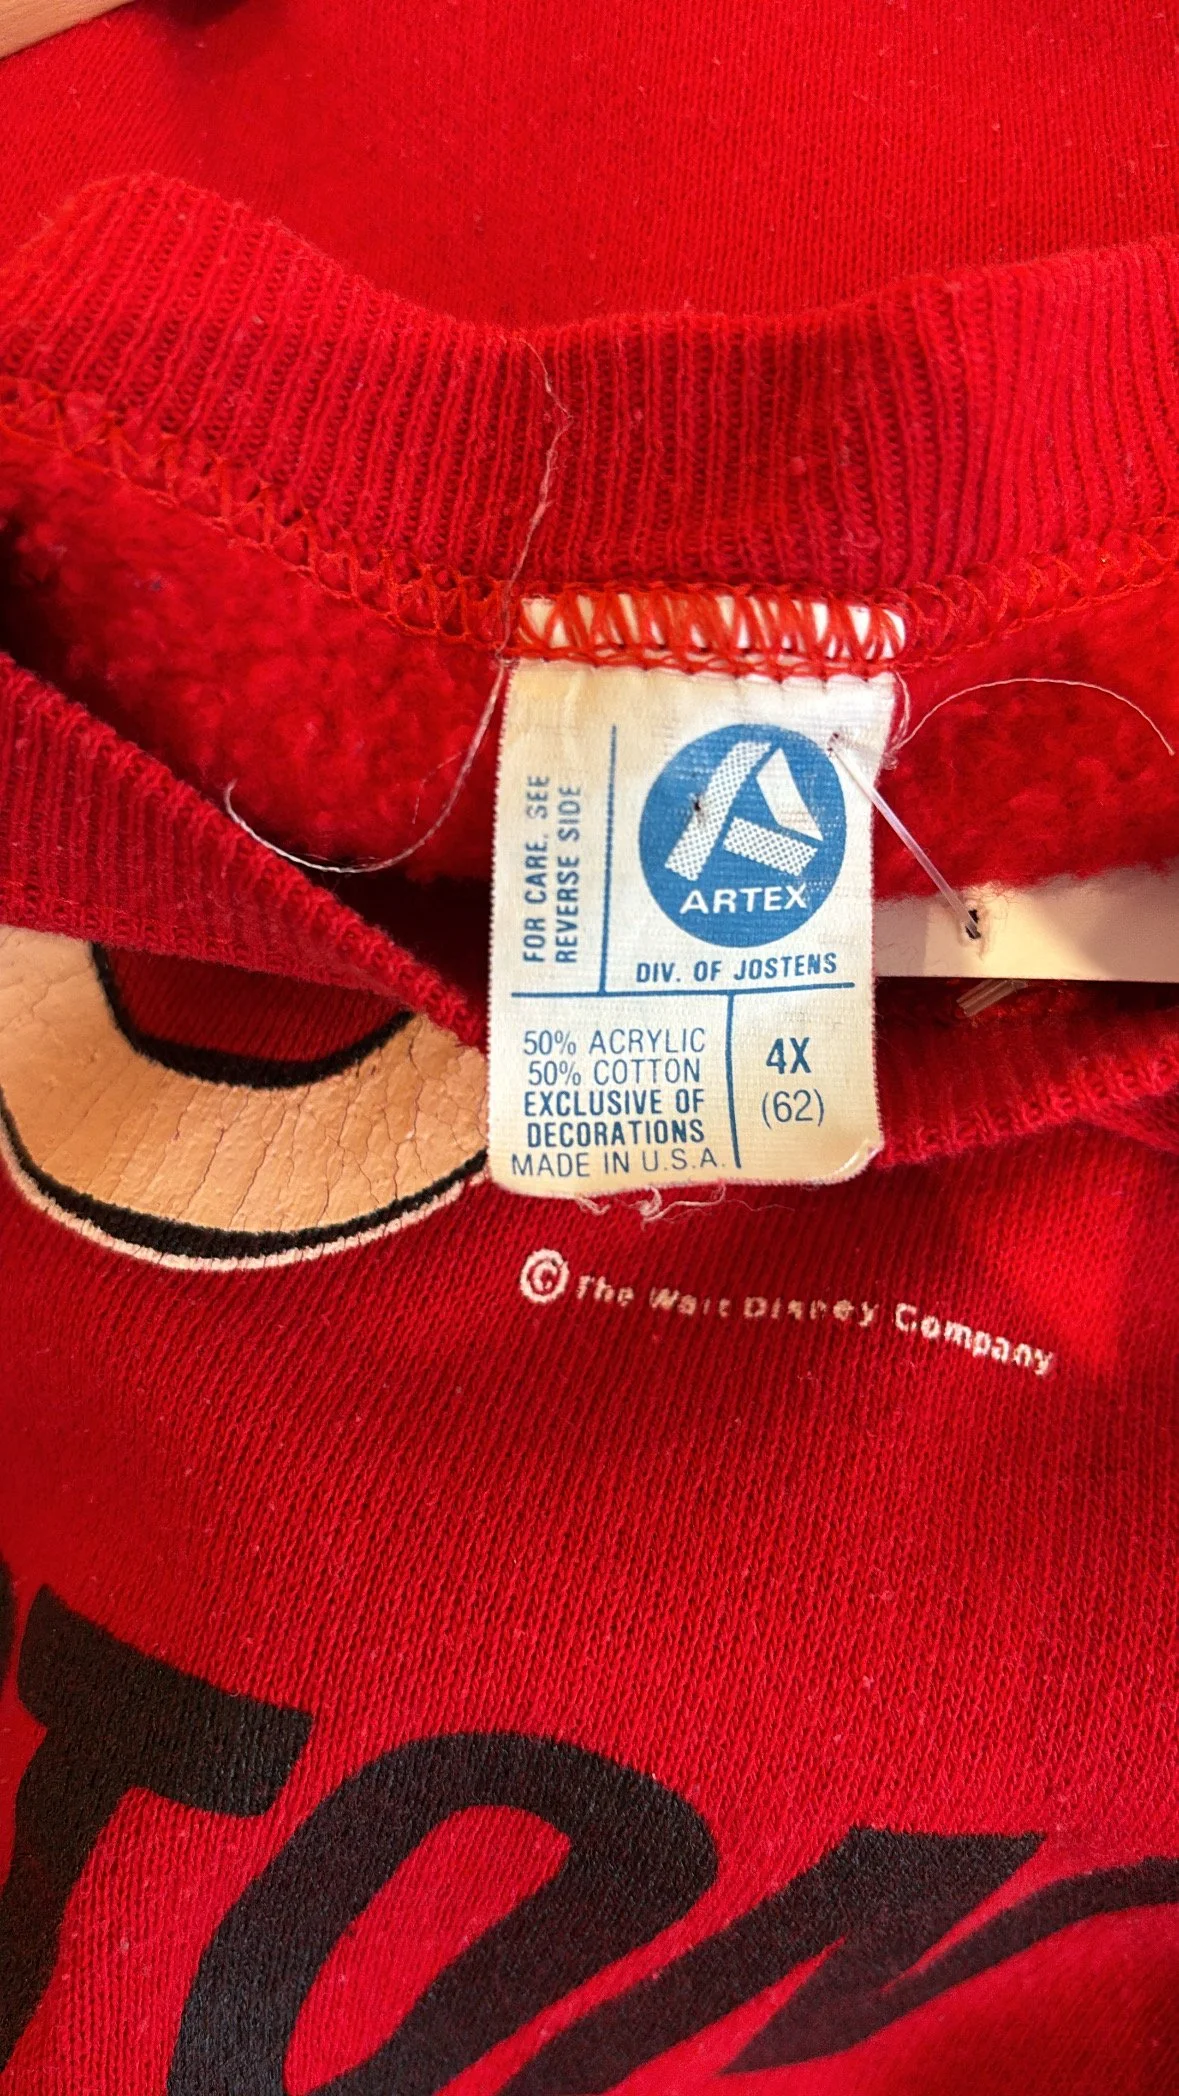 FOR CARE, SEE
REVERSE SIDE
ARTEX
DIV. OF JOSTENS
50% ACRYLIC
50% COTTON
EXCLUSIVE OF
DECORATIONS
MADE IN U.S.A.
4X
(62)
© The Walt Disney Company